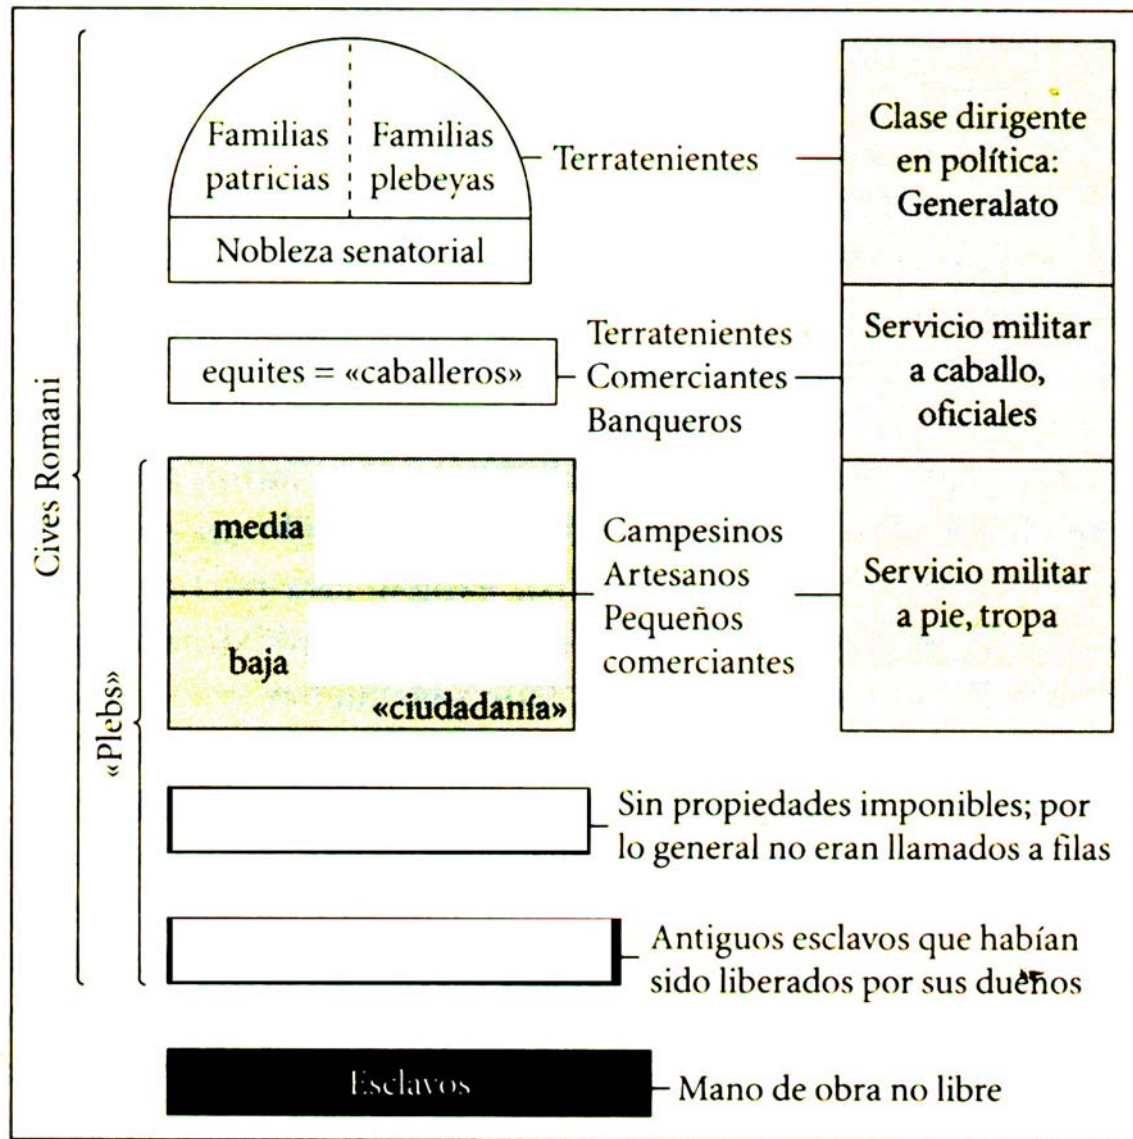 Cives Romani
«Plebs»
Familias
patricias
Familias
plebeyas
Nobleza senatorial
Terratenientes
Clase dirigente
en política:
Generalato
equites = «caballeros»
Terratenientes
Comerciantes
Banqueros
Servicio militar
a caballo,
oficiales
media
baja
«ciudadanía»
Campesinos
Artesanos
Pequeños
comerciantes
Servicio militar
a pie, tropa
Sin propiedades imponibles; por
lo general no eran llamados a filas
Antiguos esclavos que habían
sido liberados por sus dueños
Esclavos
Mano de obra no libre